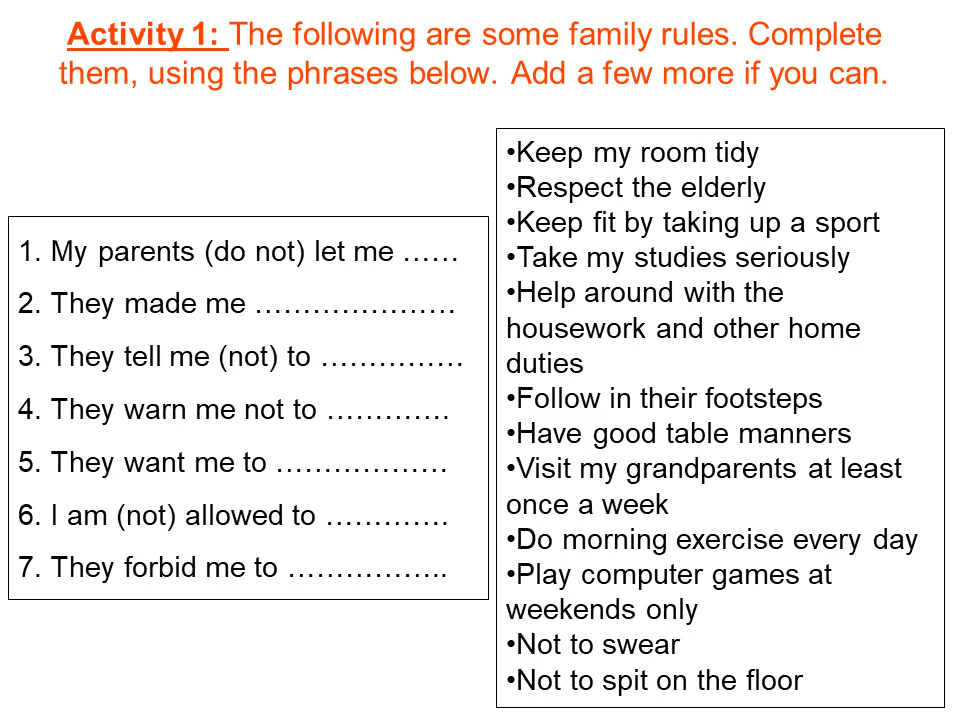 Activity 1: The following are some family rules. Complete
them, using the phrases below. Add a few more if you can.
1. My parents (do not) let me ……
2. They made me …………………
3. They tell me (not) to ……………
4. They warn me not to ………….
5. They want me to ………………
6. I am (not) allowed to ………….
7. They forbid me to ……………..
•Keep my room tidy
•Respect the elderly
•Keep fit by taking up a sport
•Take my studies seriously
•Help around with the
housework and other home
duties
•Follow in their footsteps
•Have good table manners
•Visit my grandparents at least
once a week
•Do morning exercise every day
•Play computer games at
weekends only
•Not to swear
•Not to spit on the floor